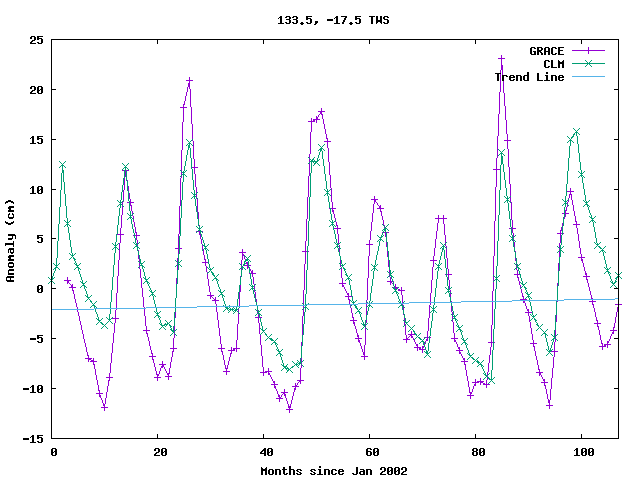 133.5, -17.5 TWS
GRACE
CLM
Trend Line
25
20
15
10
5
0
-5
-10
-15
Anomaly (cm)
0 20 40 60 80 100
Months since Jan 2002